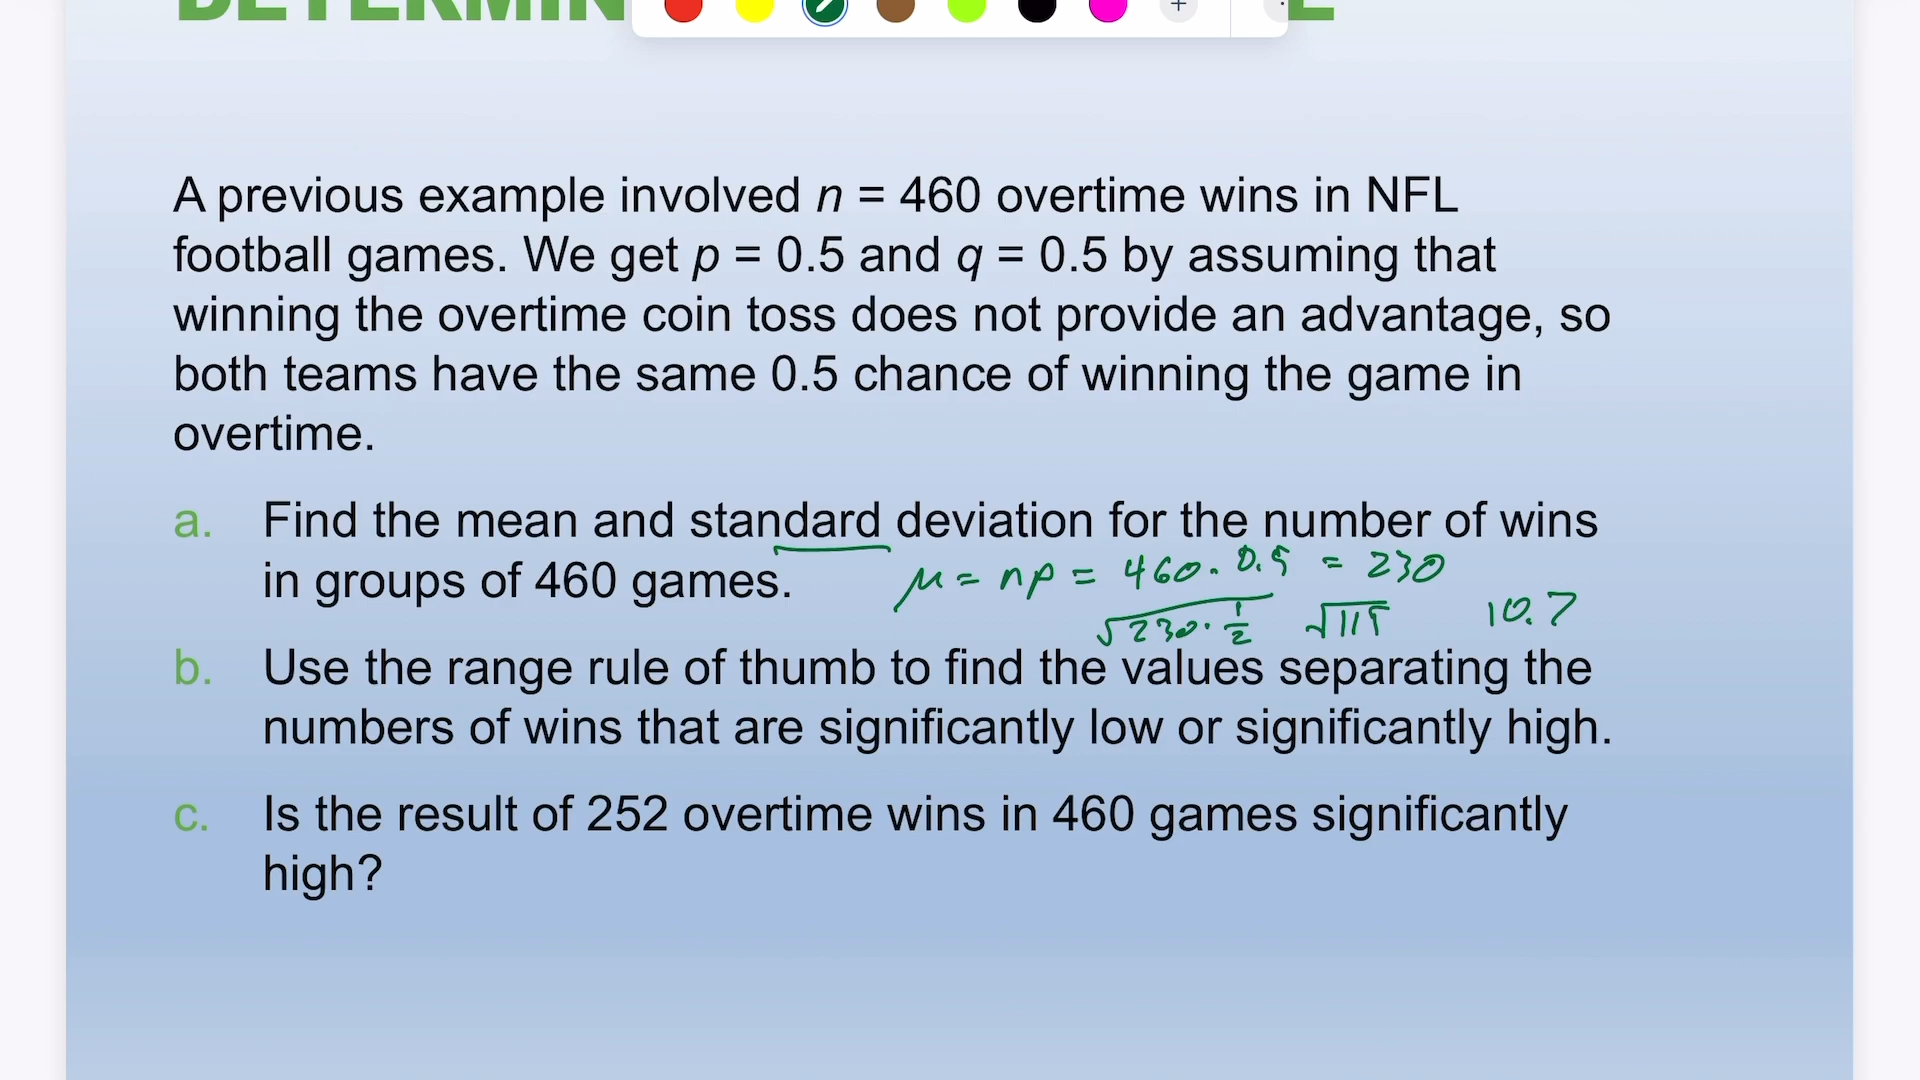 A previous example involved n = 460 overtime wins in NFL
football games. We get p = 0.5 and q = 0.5 by assuming that
winning the overtime coin toss does not provide an advantage, so
both teams have the same 0.5 chance of winning the game in
overtime.
a. Find the mean and standard deviation for the number of wins
in groups of 460 games. μ = np = 460 · 0.5 = 230
√230 · 1/2 √115 10.7
b. Use the range rule of thumb to find the values separating the
numbers of wins that are significantly low or significantly high.
c. Is the result of 252 overtime wins in 460 games significantly
high?